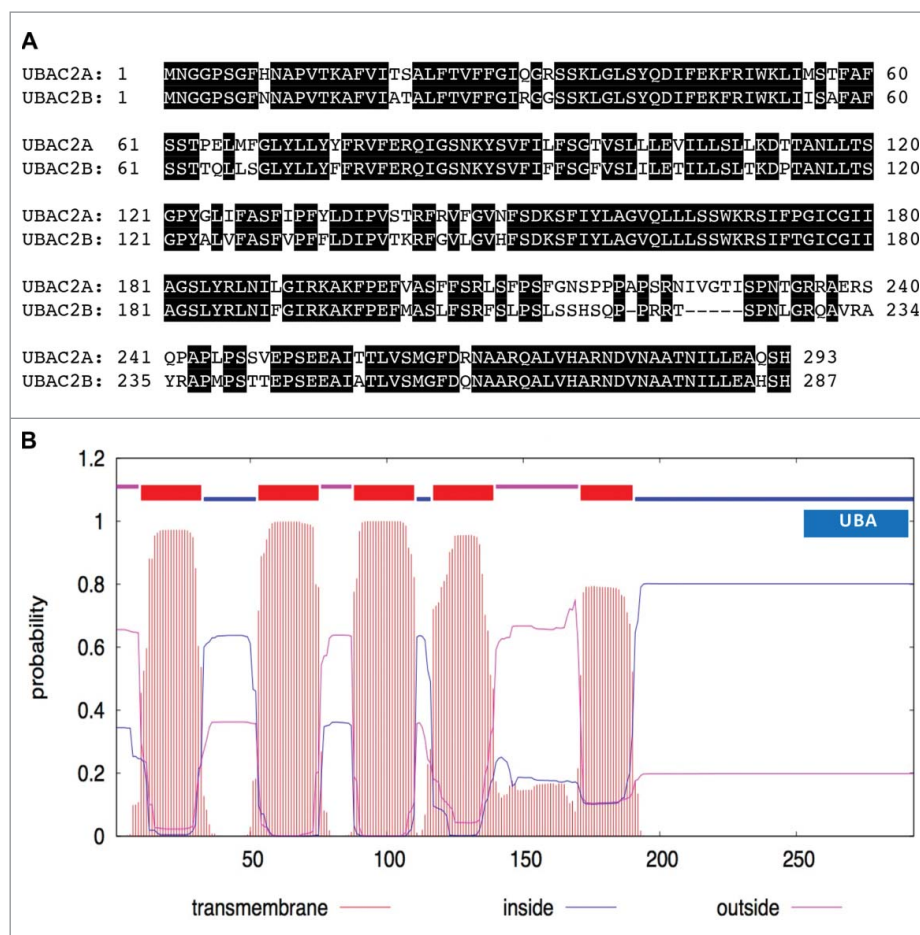 A
UBAC2A: 1 MNGGPSGFHNAPVTKAFVITSALFTVFFGIQGRSSKLGLSYQDIFEKFRIWKLIMSTFAF 60
UBAC2B: 1 MNGGPSGFNNAPVTKAFVIATALFTVFFGIRGGSSKLGLSYQDIFEKFRIWKLIISAFAF 60
UBAC2A 61 SSTPELMFGLYLLYYFRVFERQIGSNKYSVFILFSGTVSLLLEVILLSLLKDTTANLLTS 120
UBAC2B: 61 SSTTQLLSGLYLLYFFRVFERQIGSNKYSVFIFFSGFVSLILETILLSLTKDPTANLLTS 120
UBAC2A: 121 GPYGLIFASFIPFYLDIPVSTRFRVFGVNFSDKSFIYLAGVQLLLSSWKRSIFPGICGII 180
UBAC2B: 121 GPYALVFASFVPFFLDIPVTKRFGVLGVHFSDKSFIYLAGVQLLLSSWKRSIFTGICGII 180
UBAC2A: 181 AGSLYRLNILGIRKAKFPEFVASFFSRLSFPSFGNSPPPAPSRNIVGTISPNTGRRAERS 240
UBAC2B: 181 AGSLYRLNIFGIRKAKFPEFMASLFSRFSLPSLSSHSQP-PRRT-----SPNLGRQAVRA 234
UBAC2A: 241 QPAPLPSSVEPSEEAITTLVSMGFDRNAARQALVHARNDVNAATNILLEAQSH 293
UBAC2B: 235 YRAPMPSTTEPSEEAIATLVSMGFDQNAARQALVHARNDVNAATNILLEAHSH 287
B
1.2
1
0.8
0.6
0.4
0.2
0
probability
UBA
50 100 150 200 250
transmembrane inside outside